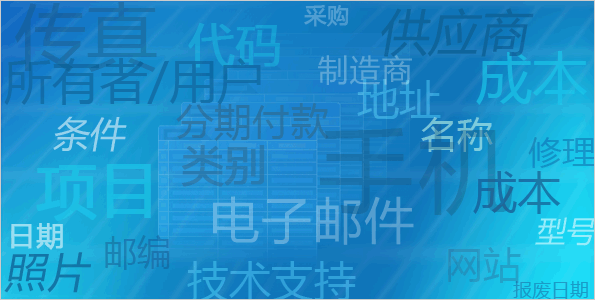 传真
代码
采购
供应商
所有者/用户
制造商
地址
成本
条件
分期付款
名称
类别
手机
修理
项目
成本
电子邮件
日期
邮编
型号
照片
技术支持
网站
报废日期